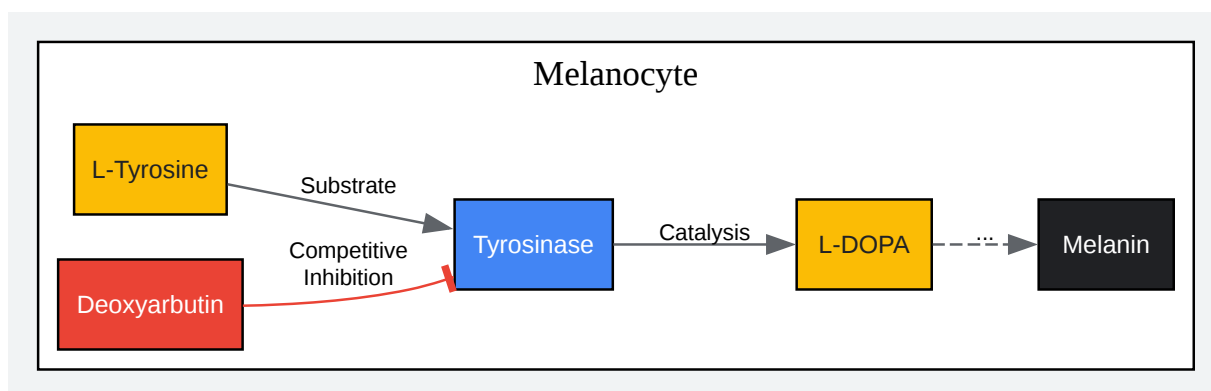 Melanocyte
L-Tyrosine
Substrate
Competitive
Inhibition
Deoxyarbutin
Tyrosinase
Catalysis
L-DOPA
...
Melanin